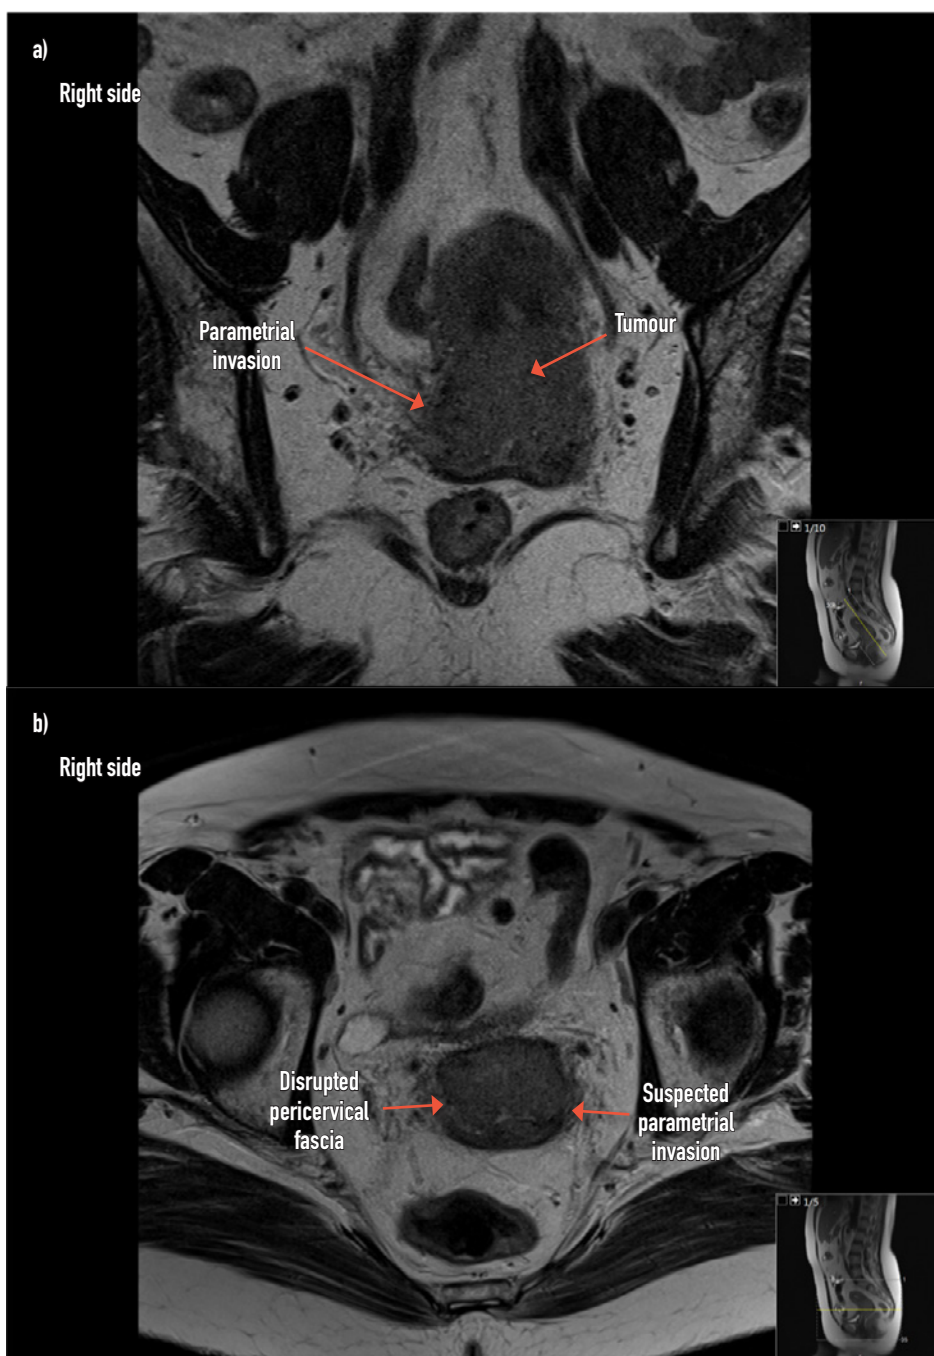 a)
Right side
Parametrial
invasion
Tumour
1/10
b)
Right side
Disrupted
pericervical
fascia
Suspected
parametrial
invasion
1/5